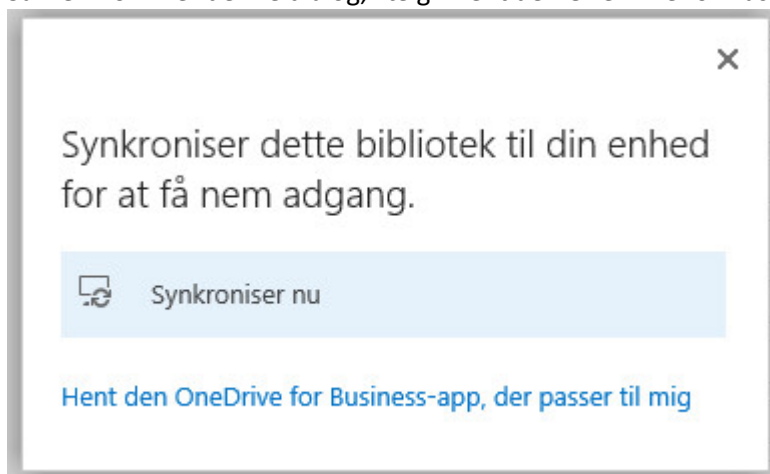 Synkroniser dette bibliotek til din enhed
for at få nem adgang.
Synkroniser nu
Hent den OneDrive for Business-app, der passer til mig